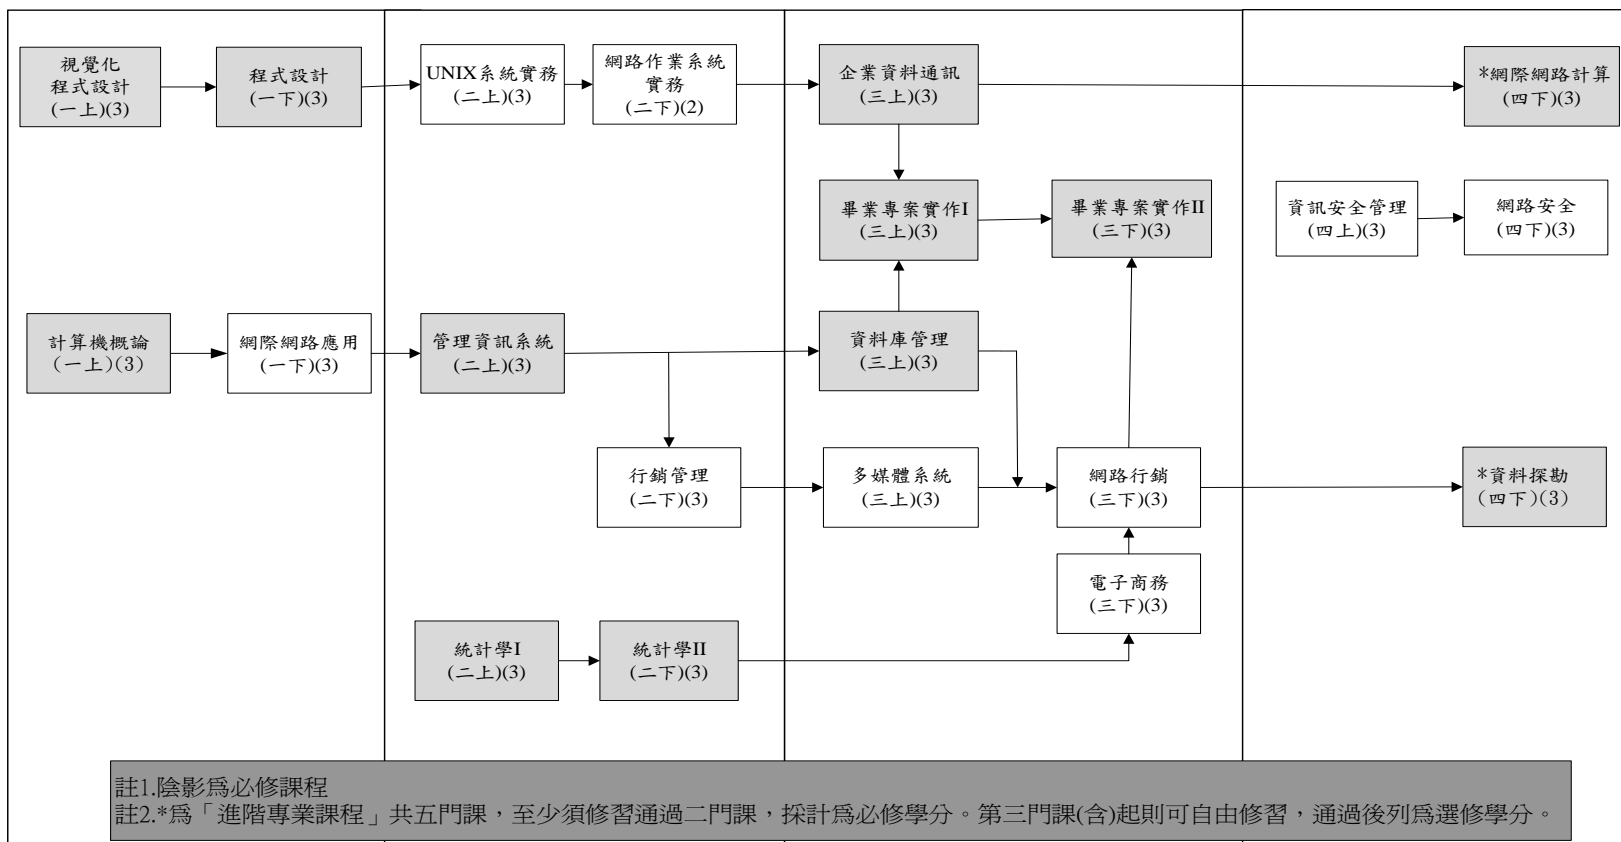 視覺化
程式設計
(一上)(3)
程式設計
(一下)(3)
UNIX系統實務
(二上)(3)
網路作業系統
實務
(二下)(2)
企業資料通訊
(三上)(3)
*網際網路計算
(四下)(3)
畢業專案實作I
(三上)(3)
畢業專案實作II
(三下)(3)
資訊安全管理
(四上)(3)
網路安全
(四下)(3)
計算機概論
(一上)(3)
網際網路應用
(一下)(3)
管理資訊系統
(二上)(3)
資料庫管理
(三上)(3)
行銷管理
(二下)(3)
多媒體系統
(三上)(3)
網路行銷
(三下)(3)
*資料探勘
(四下)(3)
電子商務
(三下)(3)
統計學I
(二上)(3)
統計學II
(二下)(3)
註1.陰影為必修課程
註2.*為「進階專業課程」共五門課，至少須修習通過二門課，採計為必修學分。第三門課(含)起則可自由修習，通過後列為選修學分。